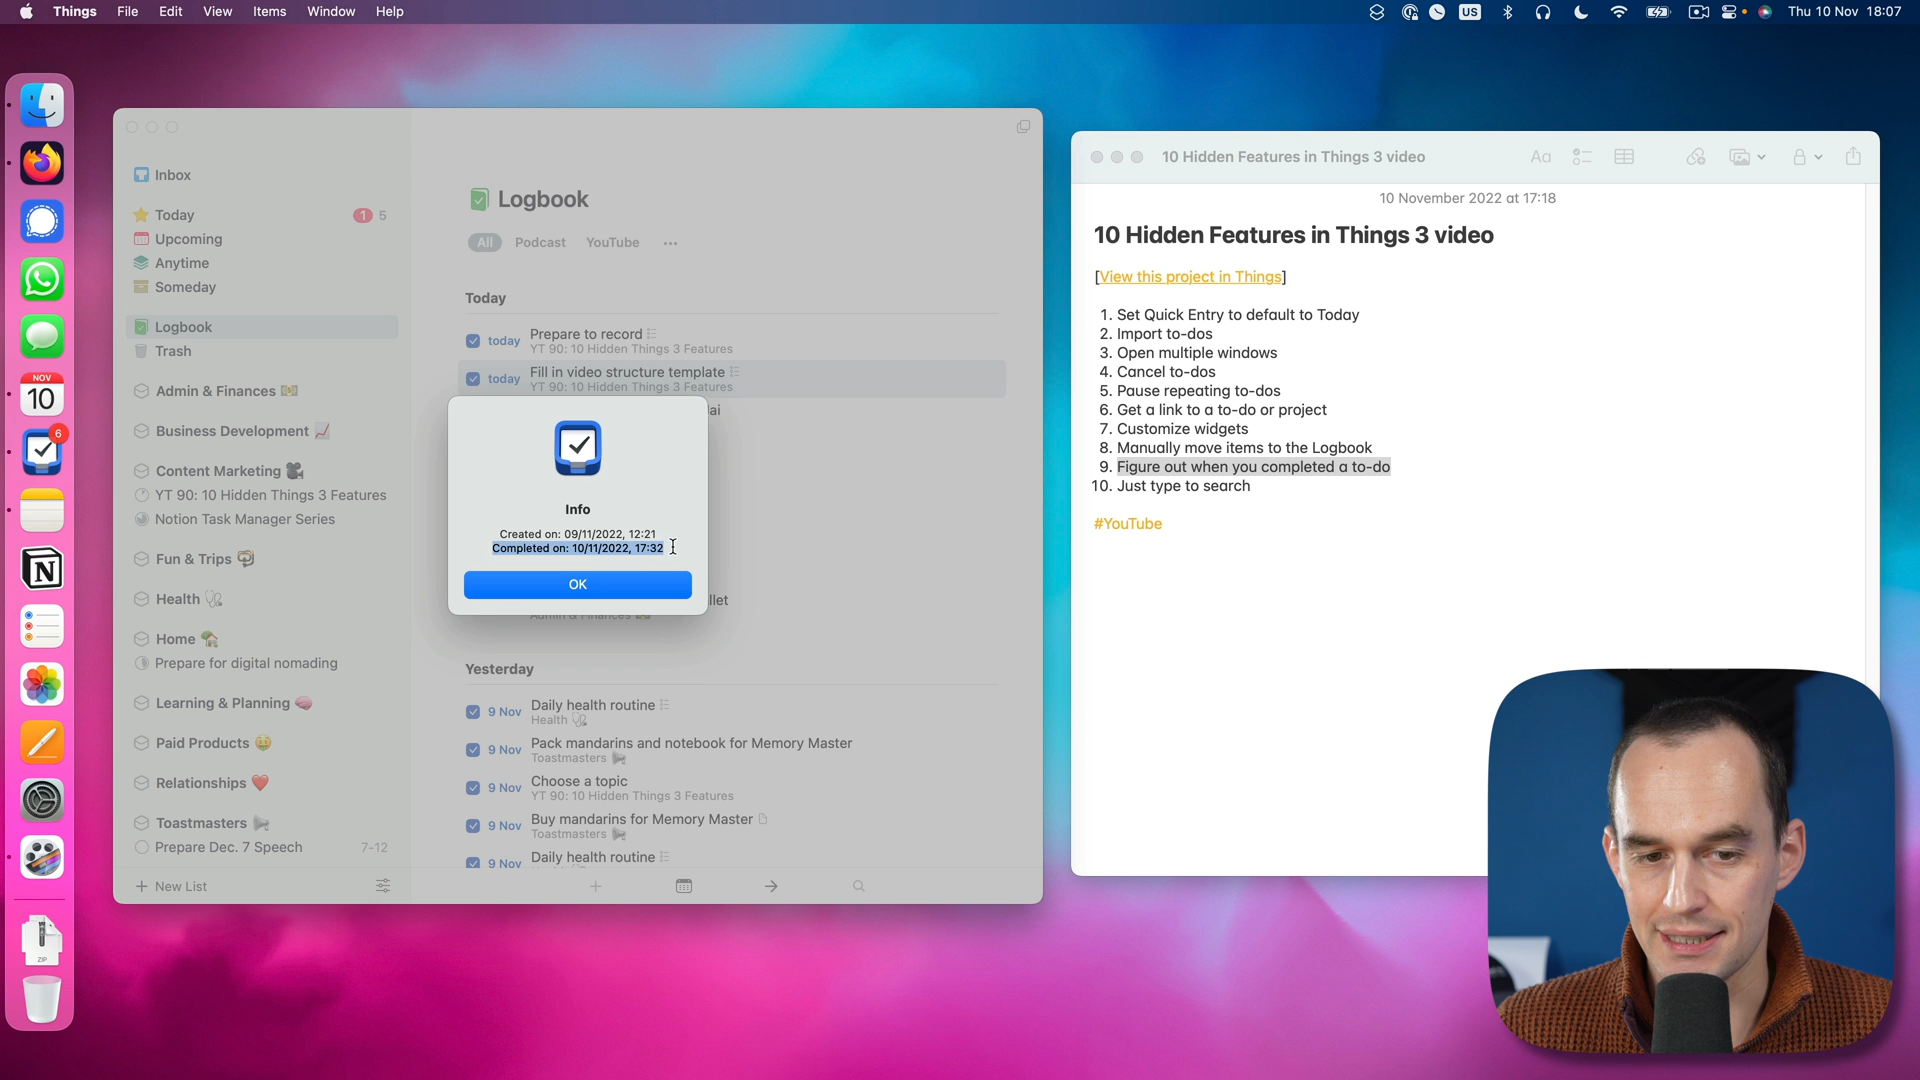 Things File Edit View Items Window Help
US
Thu 10 Nov 18:07
NOV
10
6
ZIP
Inbox
Today 1 5
Upcoming
Anytime
Someday
Logbook
Trash
Admin & Finances
Business Development
Content Marketing
YT 90: 10 Hidden Things 3 Features
Notion Task Manager Series
Fun & Trips
Health
Home
Prepare for digital nomading
Learning & Planning
Paid Products
Relationships
Toastmasters
Prepare Dec. 7 Speech 7-12
New List
Logbook
All Podcast YouTube
Today
today Prepare to record
YT 90: 10 Hidden Things 3 Features
today Fill in video structure template
YT 90: 10 Hidden Things 3 Features
Info
Created on: 09/11/2022, 12:21
Completed on: 10/11/2022, 17:32
OK
Admin & Finances
Yesterday
9 Nov Daily health routine
Health
9 Nov Pack mandarins and notebook for Memory Master
Toastmasters
9 Nov Choose a topic
YT 90: 10 Hidden Things 3 Features
9 Nov Buy mandarins for Memory Master
Toastmasters
9 Nov Daily health routine
10 Hidden Features in Things 3 video
Aa
10 November 2022 at 17:18
10 Hidden Features in Things 3 video
[View this project in Things]
1. Set Quick Entry to default to Today
2. Import to-dos
3. Open multiple windows
4. Cancel to-dos
5. Pause repeating to-dos
6. Get a link to a to-do or project
7. Customize widgets
8. Manually move items to the Logbook
9. Figure out when you completed a to-do
10. Just type to search
#YouTube